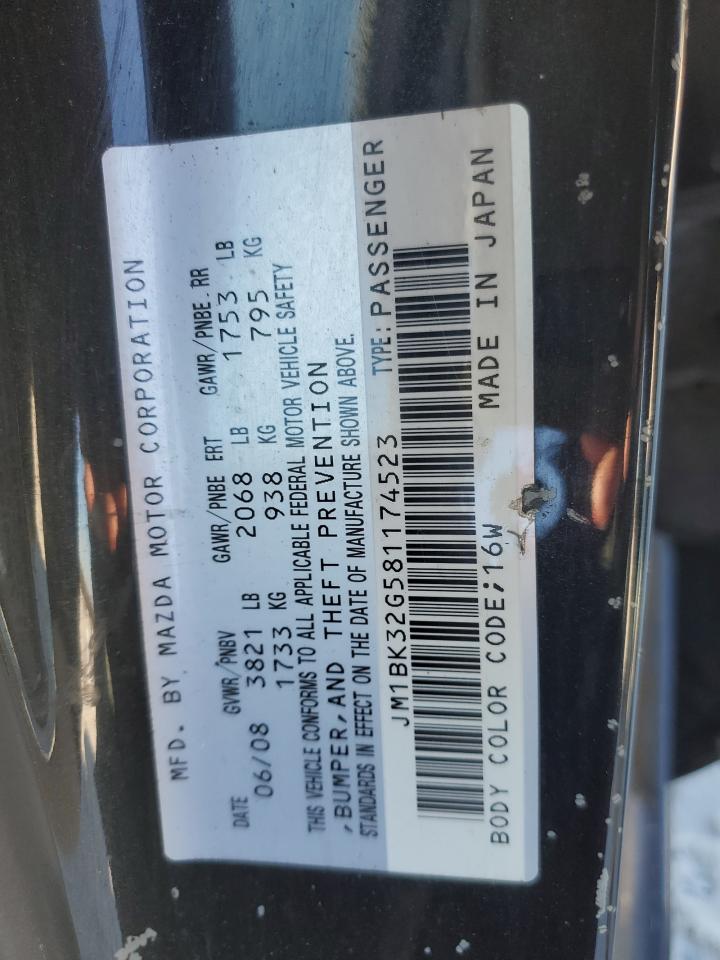 MFD. BY MAZDA MOTOR CORPORATION
DATE GVWR/PNBV GAWR/PNBE ERT GAWR/PNBE. RR
06/08 3821 LB 2068 LB 1753 LB
1733 KG 938 KG 795 KG
THIS VEHICLE CONFORMS TO ALL APPLICABLE FEDERAL MOTOR VEHICLE SAFETY
,BUMPER,AND THEFT PREVENTION
STANDARDS IN EFFECT ON THE DATE OF MANUFACTURE SHOWN ABOVE.
JM1BK32G581174523 TYPE: PASSENGER
BODY COLOR CODE;16W MADE IN JAPAN